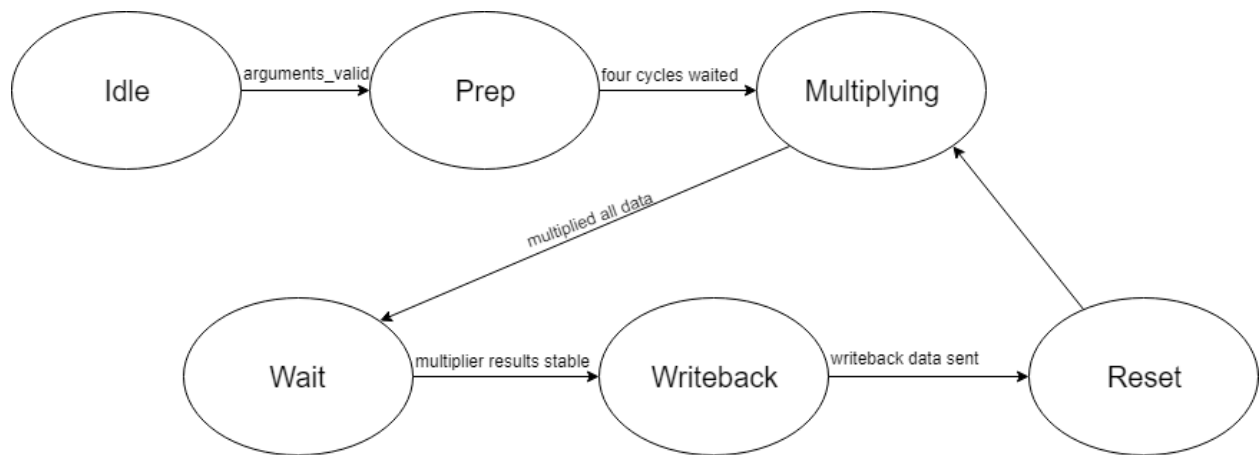 Idle
arguments_valid
Prep
four cycles waited
Multiplying
multiplied all data
Wait
multiplier results stable
Writeback
writeback data sent
Reset